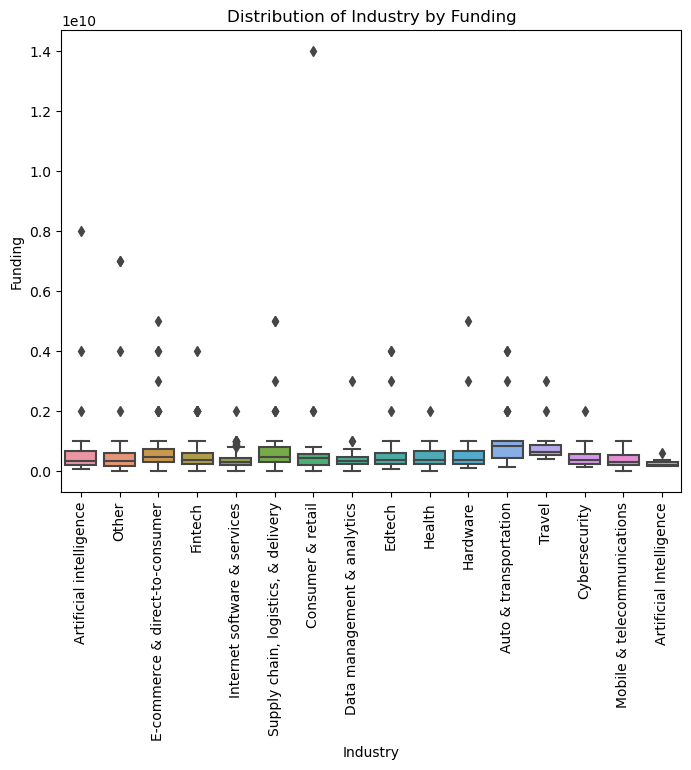 Distribution of Industry by Funding
1e10
1.4
1.2
1.0
0.8
0.6
0.4
0.2
0.0
Funding
Artificial intelligence
Other
E-commerce & direct-to-consumer
Fintech
Internet software & services
Supply chain, logistics, & delivery
Consumer & retail
Data management & analytics
Edtech
Health
Hardware
Auto & transportation
Travel
Cybersecurity
Mobile & telecommunications
Artificial Intelligence
Industry